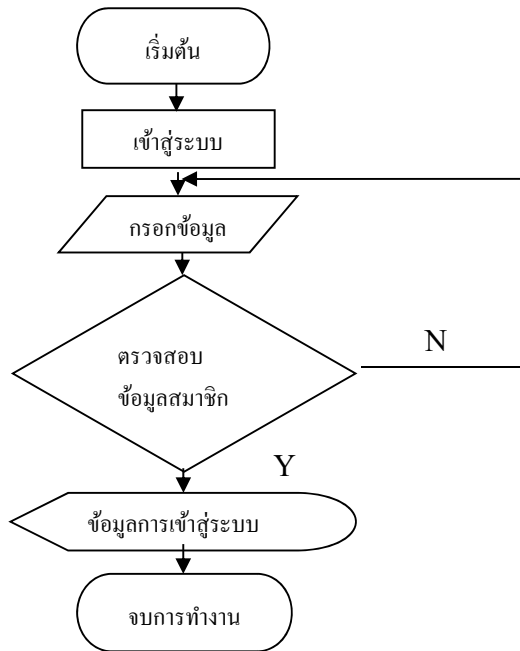 เริ่มต้น
เข้าสู่ระบบ
กรอกข้อมูล
ตรวจสอบ
ข้อมูลสมาชิก
N
Y
ข้อมูลการเข้าสู่ระบบ
จบการทำงาน